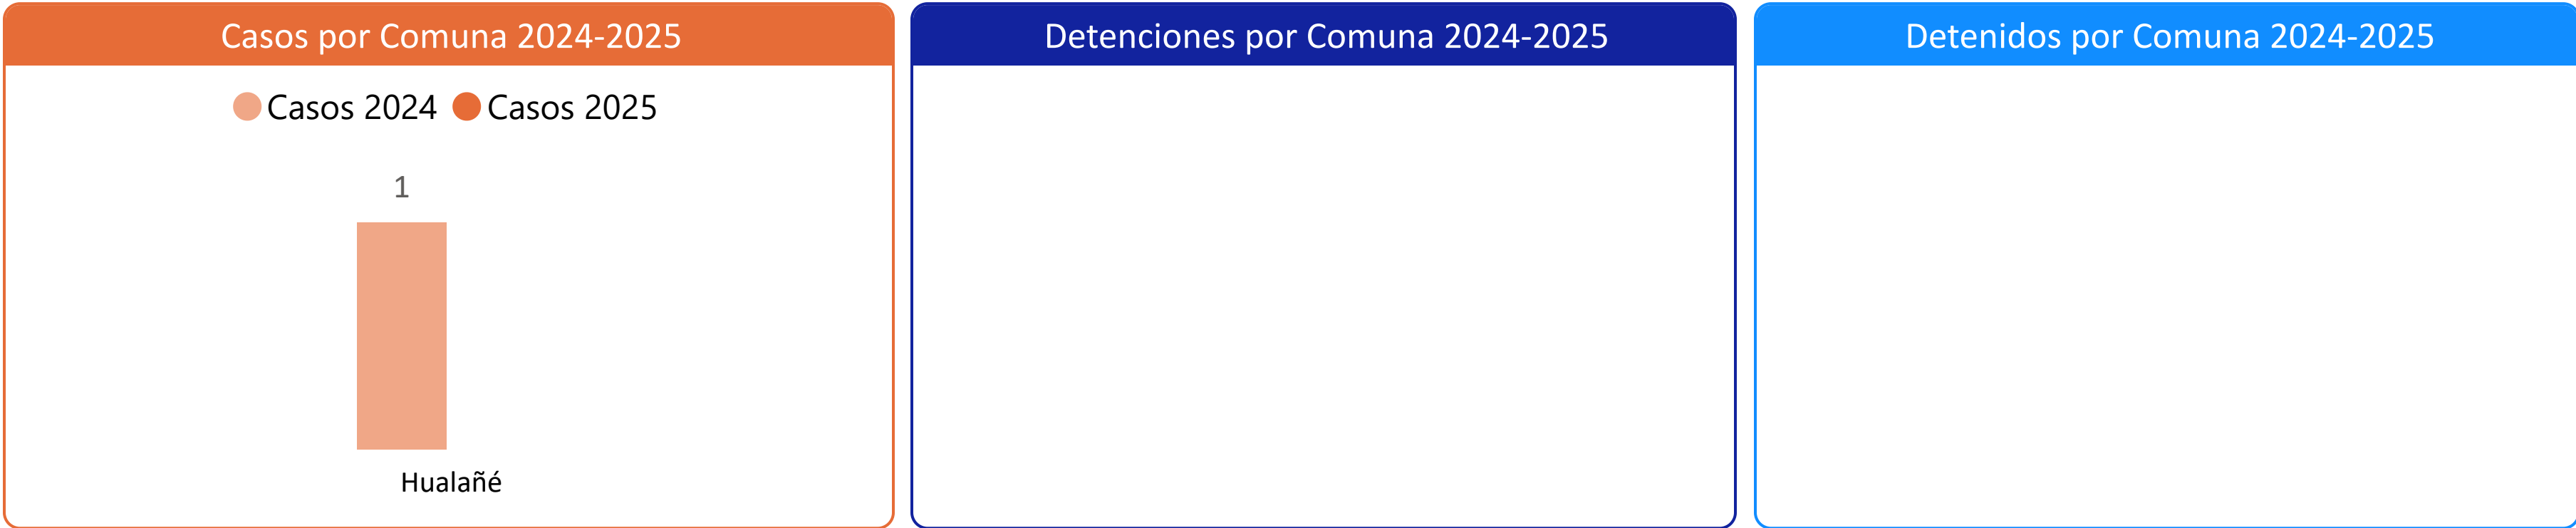 Casos por Comuna 2024-2025
Casos 2024 Casos 2025
1
Hualañé
Detenciones por Comuna 2024-2025
Detenidos por Comuna 2024-2025